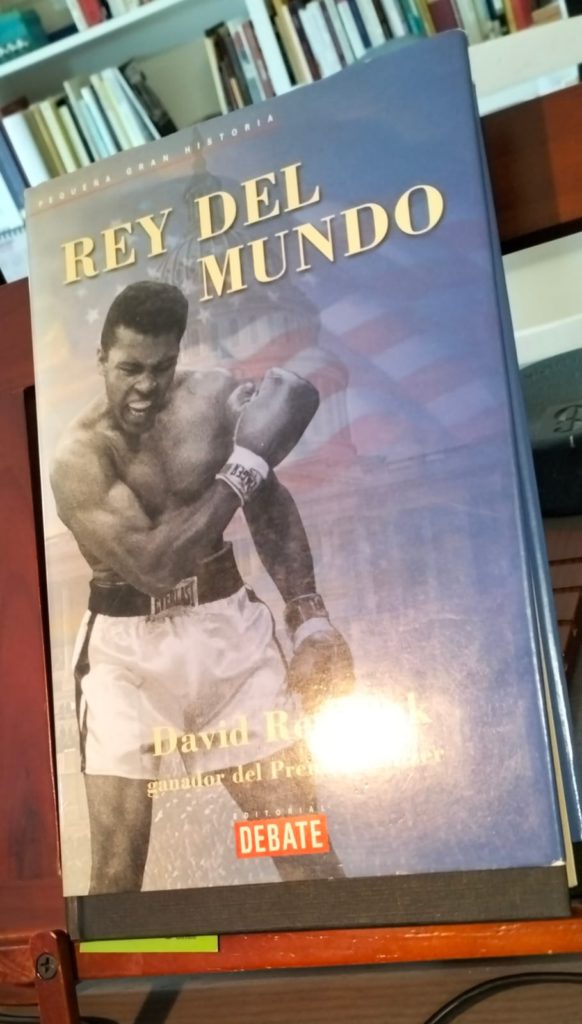 PEQUEÑA GRAN HISTORIA
REY DEL
MUNDO
EVERLAST
David
ganador del
EDITORIAL
DEBATE